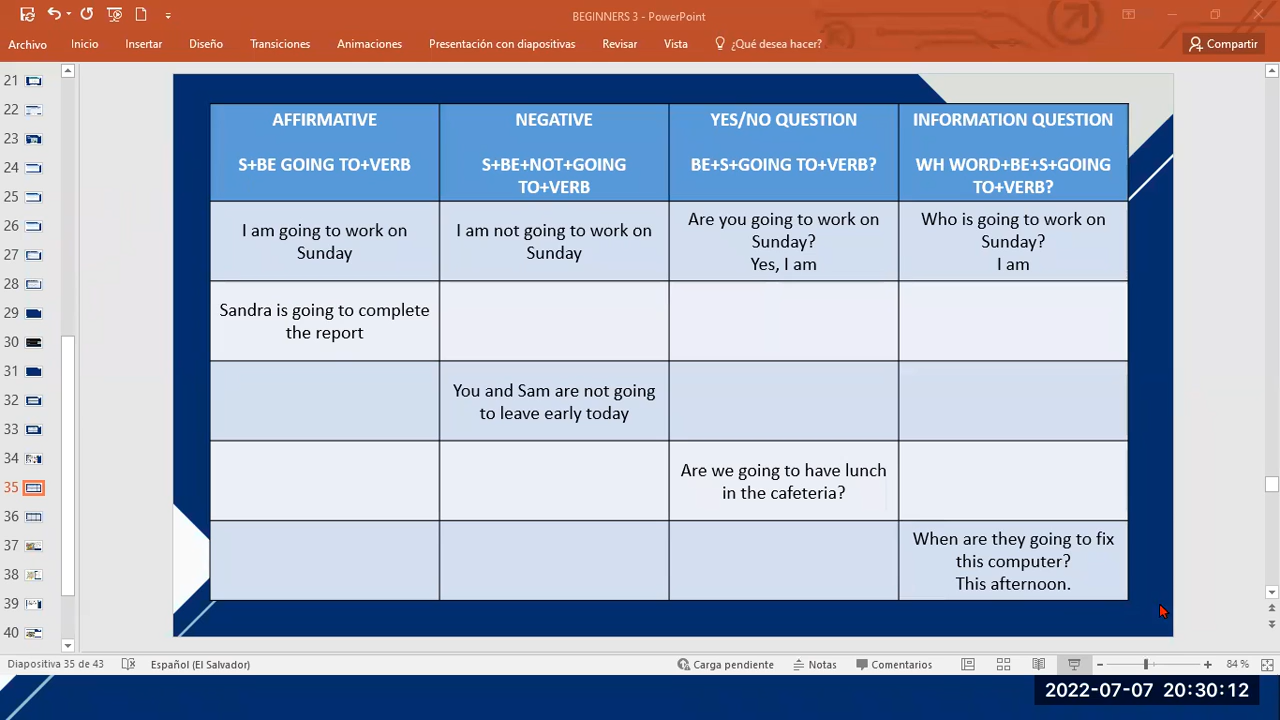 BEGINNERS 3 - PowerPoint
Archivo
Inicio
Insertar
Diseño
Transiciones
Animaciones
Presentación con diapositivas
Revisar
Vista
¿Qué desea hacer?
Compartir
21
22
23
24
25
26
27
28
29
30
31
32
33
34
35
36
37
38
39
40
AFFIRMATIVE
S+BE GOING TO+VERB
NEGATIVE
S+BE+NOT+GOING
TO+VERB
YES/NO QUESTION
BE+S+GOING TO+VERB?
INFORMATION QUESTION
WH WORD+BE+S+GOING
TO+VERB?
I am going to work on
Sunday
I am not going to work on
Sunday
Are you going to work on
Sunday?
Yes, I am
Who is going to work on
Sunday?
I am
Sandra is going to complete
the report
You and Sam are not going
to leave early today
Are we going to have lunch
in the cafeteria?
When are they going to fix
this computer?
This afternoon.
Diapositiva 35 de 43
Español (El Salvador)
Carga pendiente
Notas
Comentarios
84 %
2022-07-07 20:30:12